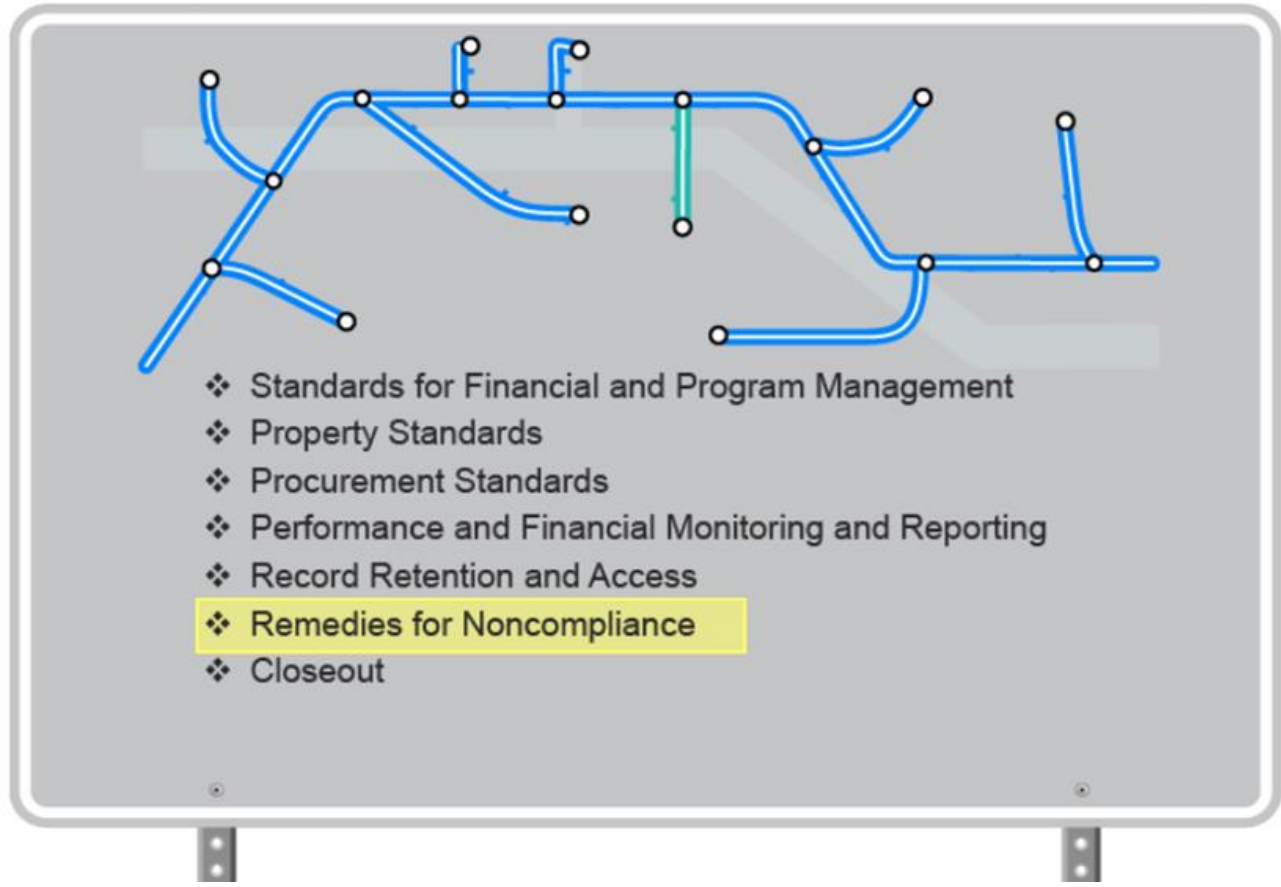 ❖ Standards for Financial and Program Management
❖ Property Standards
❖ Procurement Standards
❖ Performance and Financial Monitoring and Reporting
❖ Record Retention and Access
❖ Remedies for Noncompliance
❖ Closeout